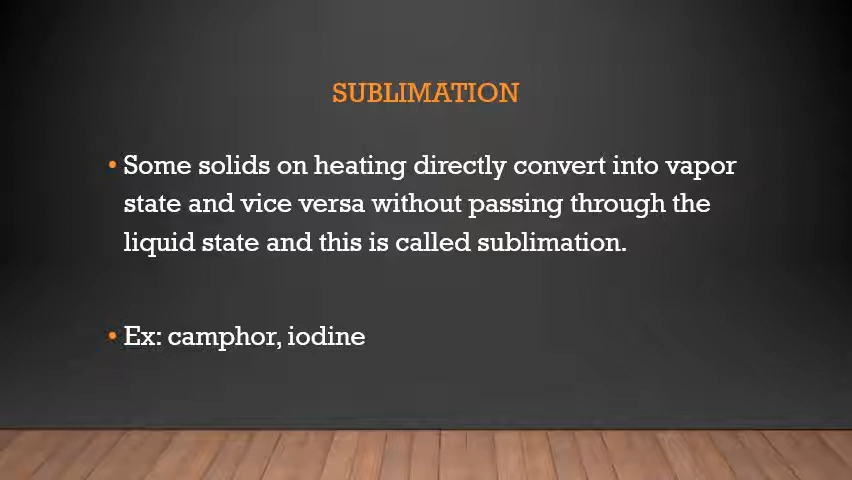 SUBLIMATION
• Some solids on heating directly convert into vapor
state and vice versa without passing through the
liquid state and this is called sublimation.
• Ex: camphor, iodine